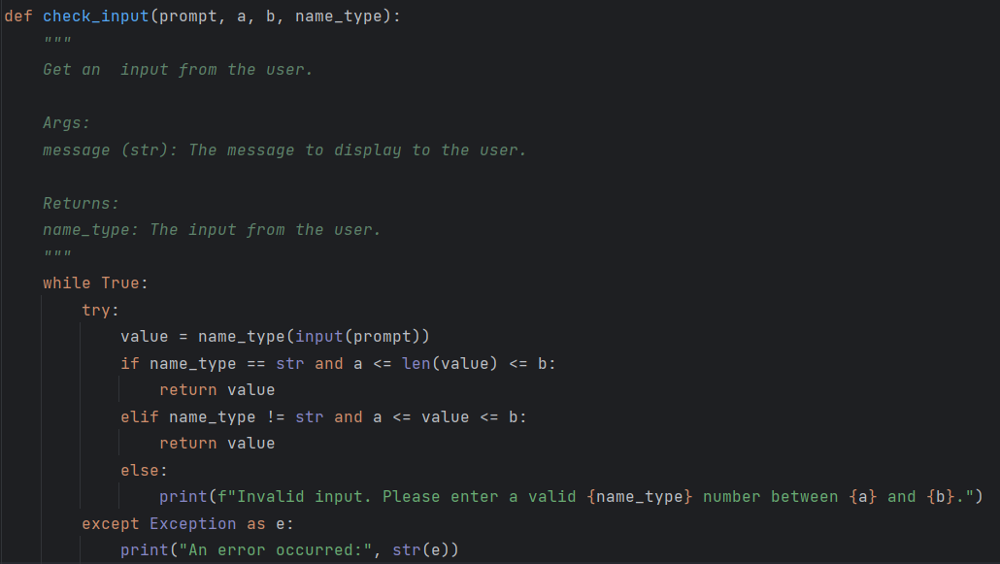 def check_input(prompt, a, b, name_type):
    """
    Get an  input from the user.

    Args:
    message (str): The message to display to the user.

    Returns:
    name_type: The input from the user.
    """
    while True:
        try:
            value = name_type(input(prompt))
            if name_type == str and a <= len(value) <= b:
                return value
            elif name_type != str and a <= value <= b:
                return value
            else:
                print(f"Invalid input. Please enter a valid {name_type} number between {a} and {b}.")
        except Exception as e:
            print("An error occurred:", str(e))